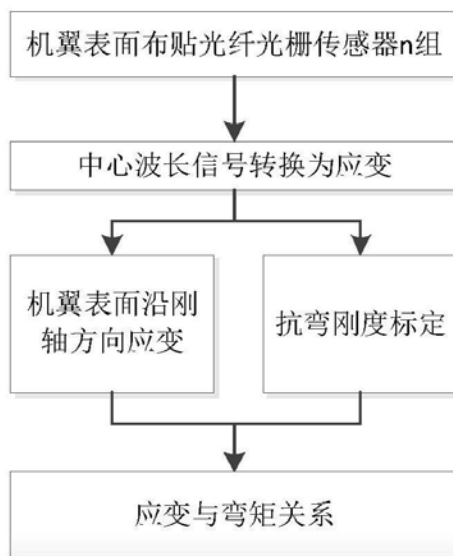 机翼表面布贴光纤光栅传感器n组
中心波长信号转换为应变
机翼表面沿刚
轴方向应变
抗弯刚度标定
应变与弯矩关系